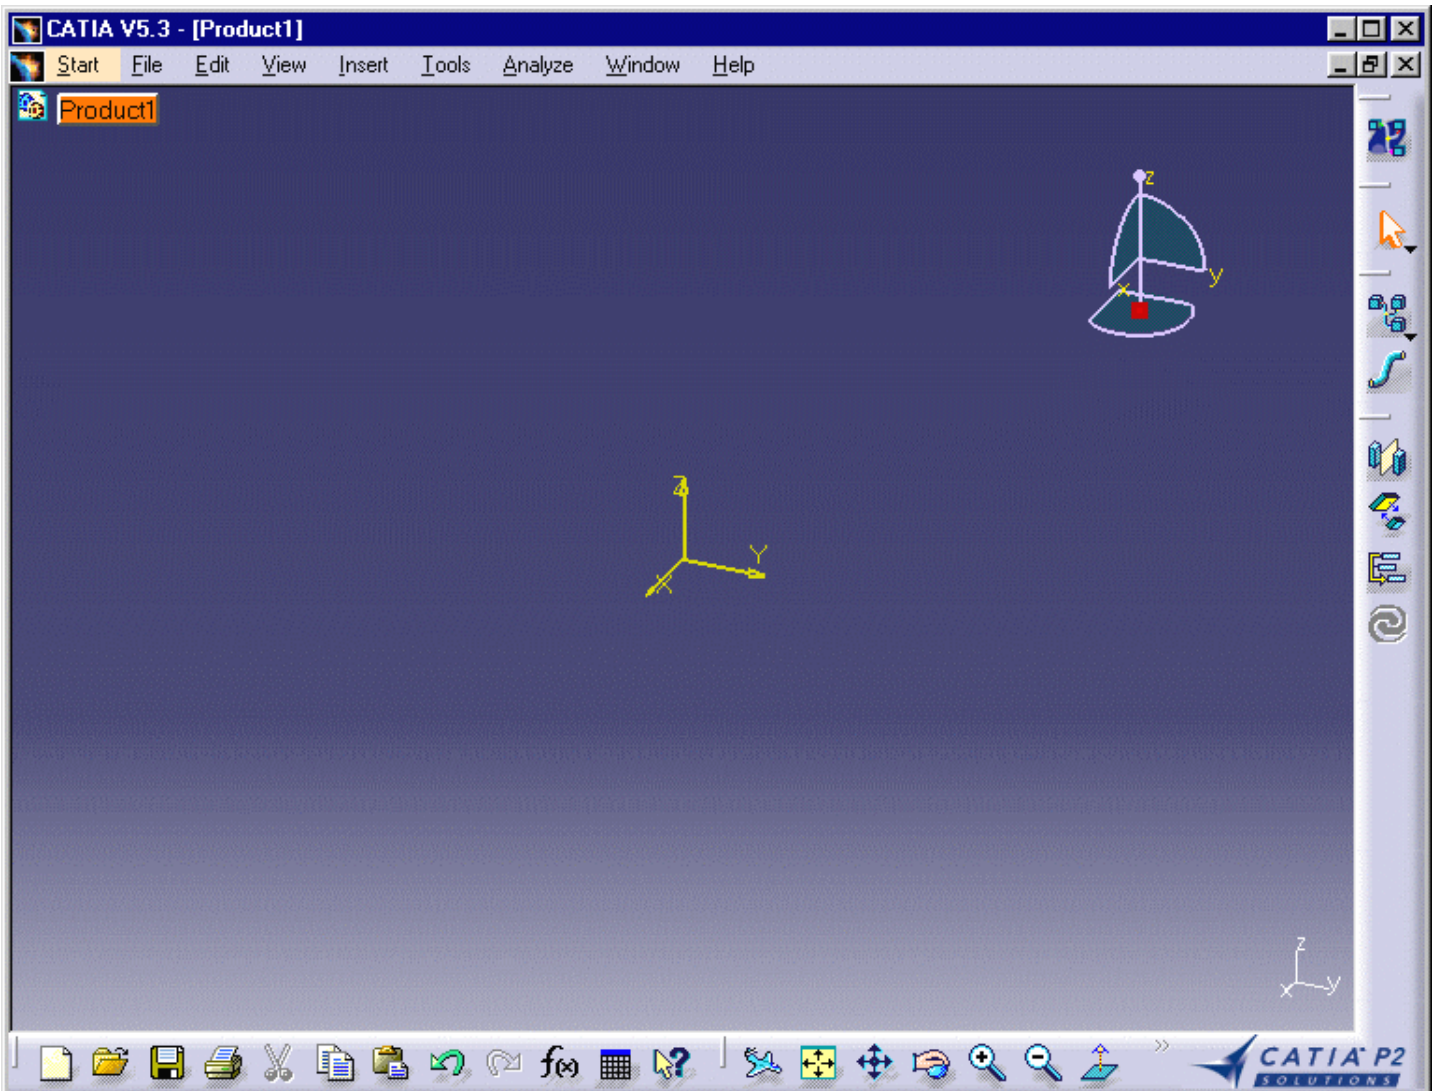 CATIA V5.3 - [Product1]
Start File Edit View Insert Tools Analyze Window Help
Product1
z
y
x
Z
Y
X
z
x y
f(x)
?
CATIA P2
SOLUTIONS